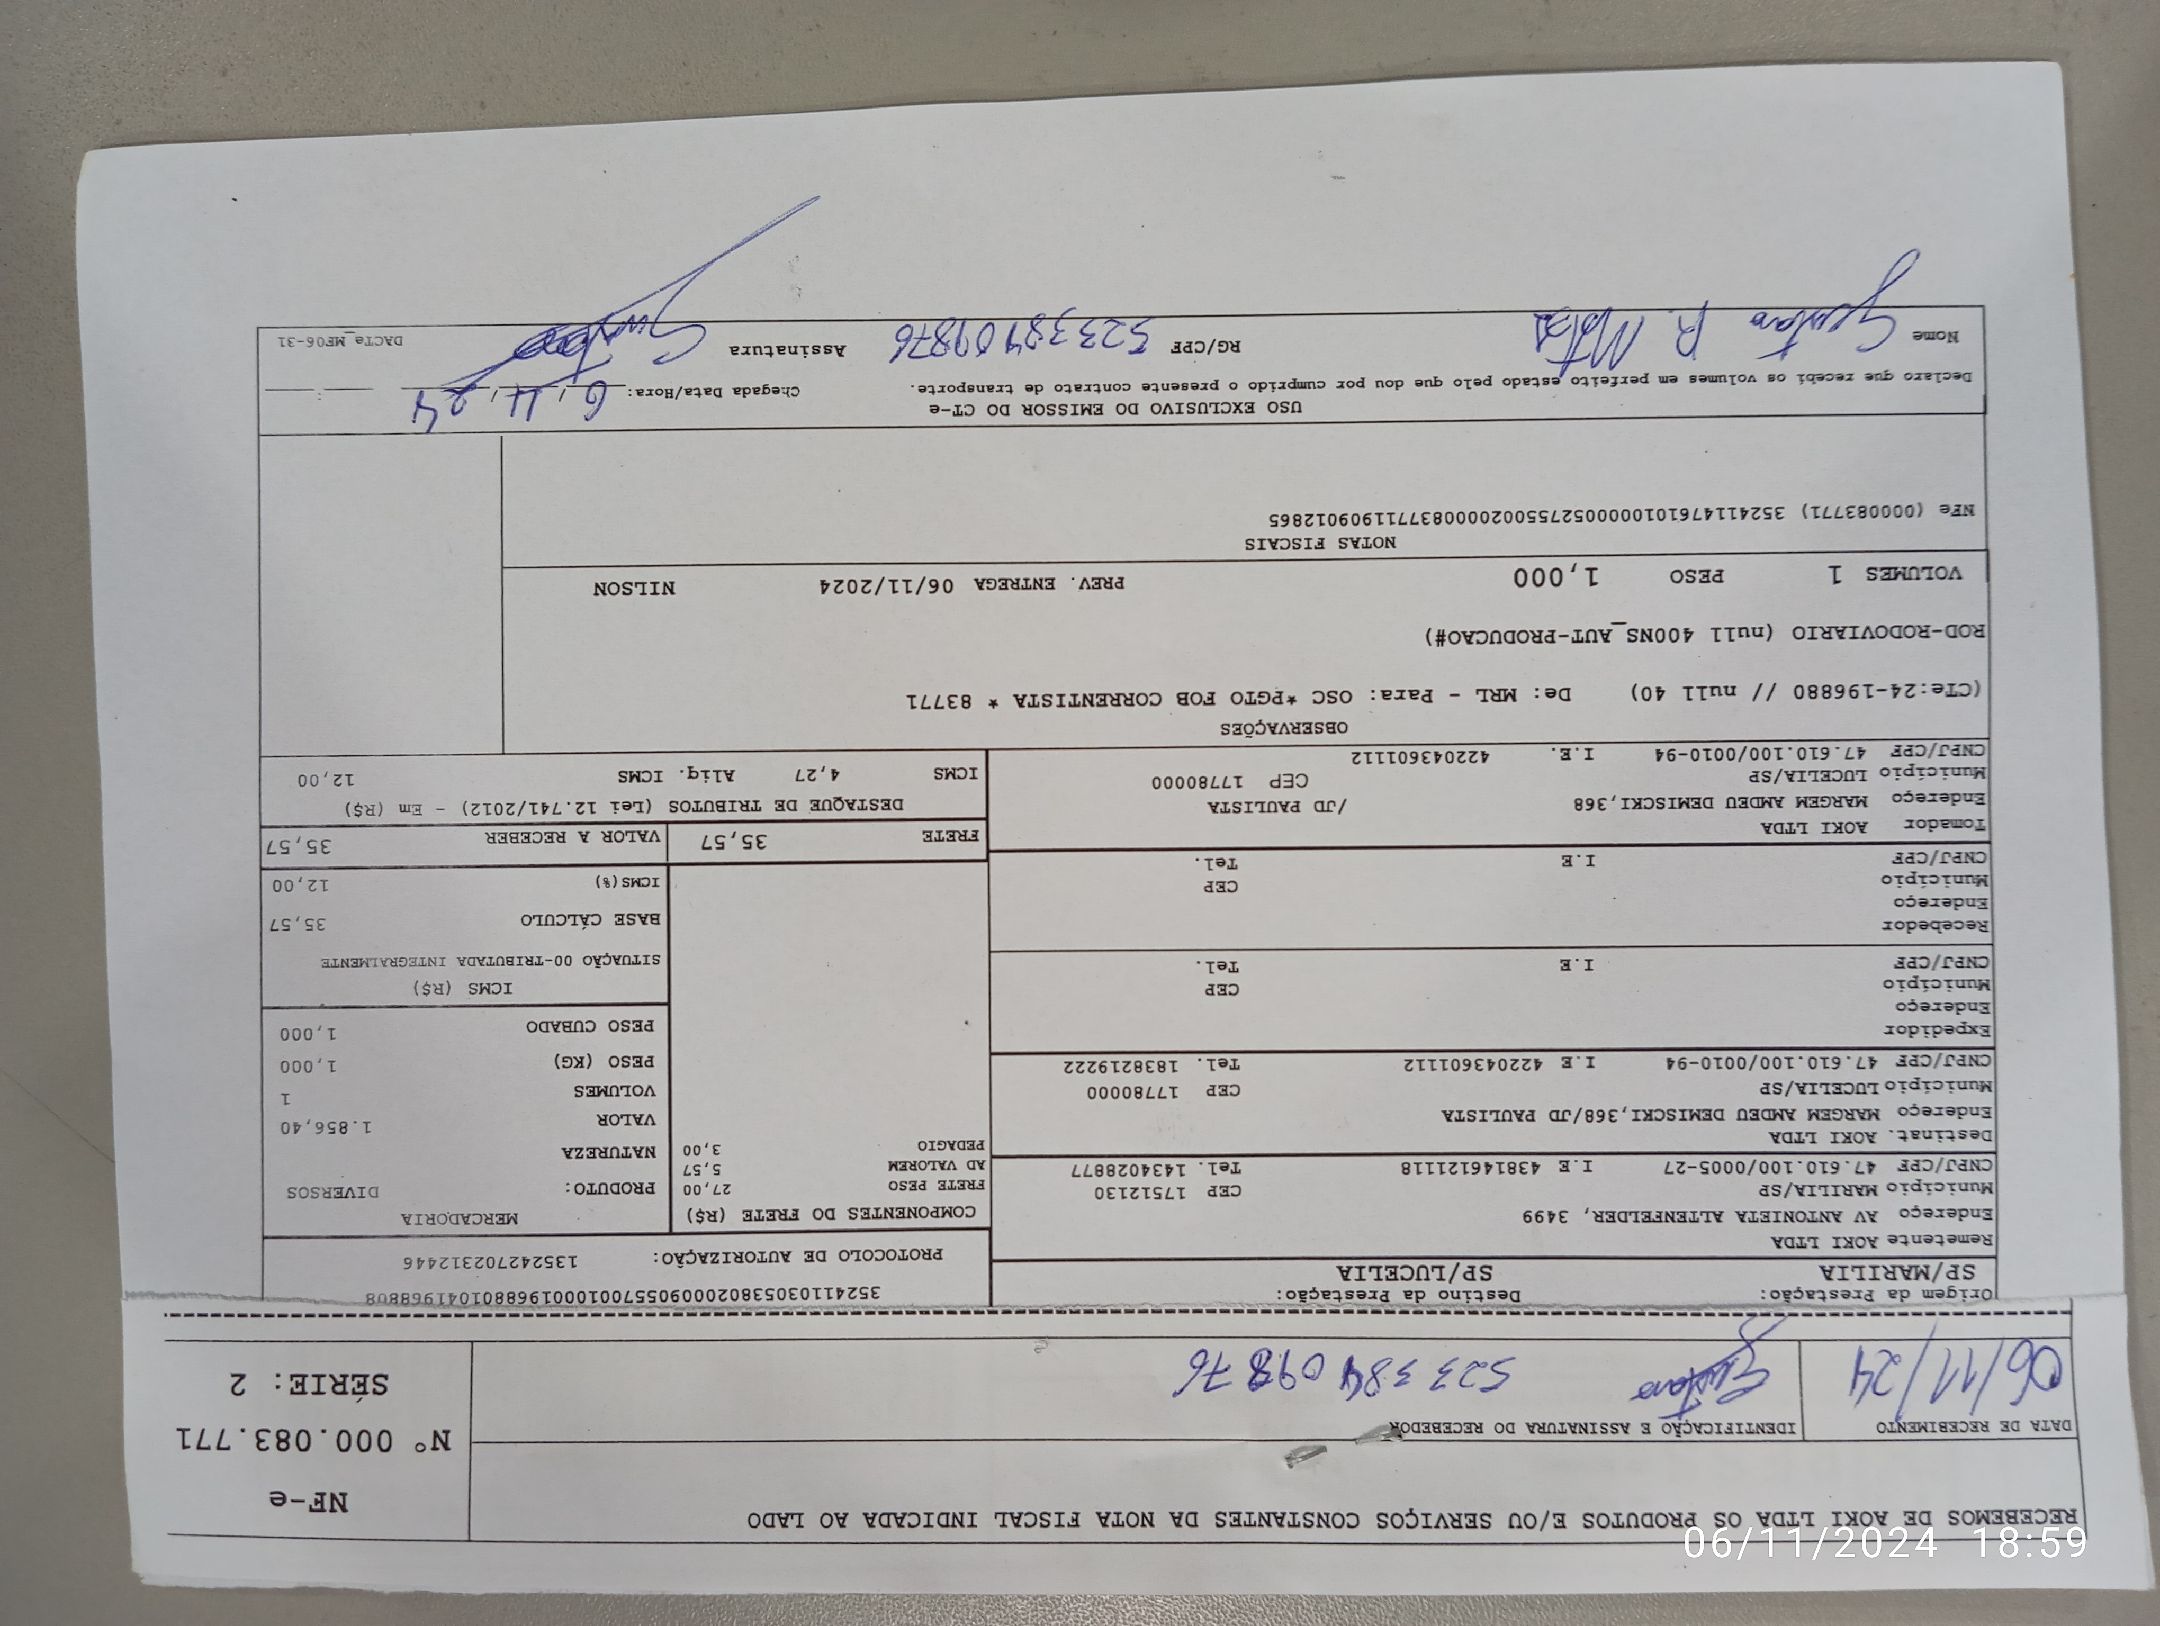 RECEBEMOS DE AOKI LTDA OS PRODUTOS E/OU SERVIÇOS CONSTANTES DA NOTA FISCAL INDICADA AO LADO
NF-e
Nº 000.083.771
SÉRIE: 2
DATA DE RECEBIMENTO
06/11/24
IDENTIFICAÇÃO E ASSINATURA DO RECEBEDOR
Gustavo 523 384 098 76
Origem da Prestação: Destino da Prestação:
SP/MARILIA SP/LUCELIA
PROTOCOLO DE AUTORIZAÇÃO: 135242702312446
Remetente AOKI LTDA
Endereço AV ANTONIETA ALTENFELDER, 3499
Município MARILIA/SP CEP 17512130
CNPJ/CPF 47.610.100/0005-27 I.E 438146121118 Tel. 1434028877
Destinat. AOKI LTDA
Endereço MARGEM AMDEU DEMISCKI,368/JD PAULISTA
Município LUCELIA/SP CEP 17780000
CNPJ/CPF 47.610.100/0010-94 I.E 422043601112 Tel. 1838219222
Expedidor
Endereço
Município CEP
CNPJ/CPF I.E Tel.
Recebedor
Endereço
Município CEP
CNPJ/CPF I.E Tel.
Tomador AOKI LTDA
Endereço MARGEM AMDEU DEMISCKI,368 /JD PAULISTA
Município LUCELIA/SP CEP 17780000
CNPJ/CPF 47.610.100/0010-94 I.E. 422043601112
COMPONENTES DO FRETE (R$)
FRETE PESO 27,00
AD VALOREM 5,57
PEDAGIO 3,00
MERCADORIA
PRODUTO: DIVERSOS
NATUREZA
VALOR 1.856,40
VOLUMES 1
PESO (KG) 1,000
PESO CUBADO 1,000
ICMS (R$)
SITUAÇÃO 00-TRIBUTADA INTEGRALMENTE
BASE CÁLCULO 35,57
ICMS(%) 12,00
FRETE 35,57 VALOR A RECEBER 35,57
DESTAQUE DE TRIBUTOS (Lei 12.741/2012) - Em (R$)
ICMS 4,27 Aliq. ICMS 12,00
OBSERVAÇÕES
(CTe:24-196880 // null 40) De: MRL - Para: OSC *PGTO FOB CORRENTISTA * 83771
ROD-RODOVIARIO (null 400NS_AUT-PRODUCAO#)
VOLUMES 1 PESO 1,000 PREV. ENTREGA 06/11/2024 NILSON
NOTAS FISCAIS
NFe (000083771) 35241147610100000527550020000837711909012865
USO EXCLUSIVO DO EMISSOR DO CT-e
Declaro que recebi os volumes em perfeito estado pelo que dou por cumprido o presente contrato de transporte.
Chegada Data/Hora: 6, 11, 24
Nome Gustavo R. RG/CPF 52338409876 Assinatura Gustavo
DACTe_MF06-31
06/11/2024 18:59